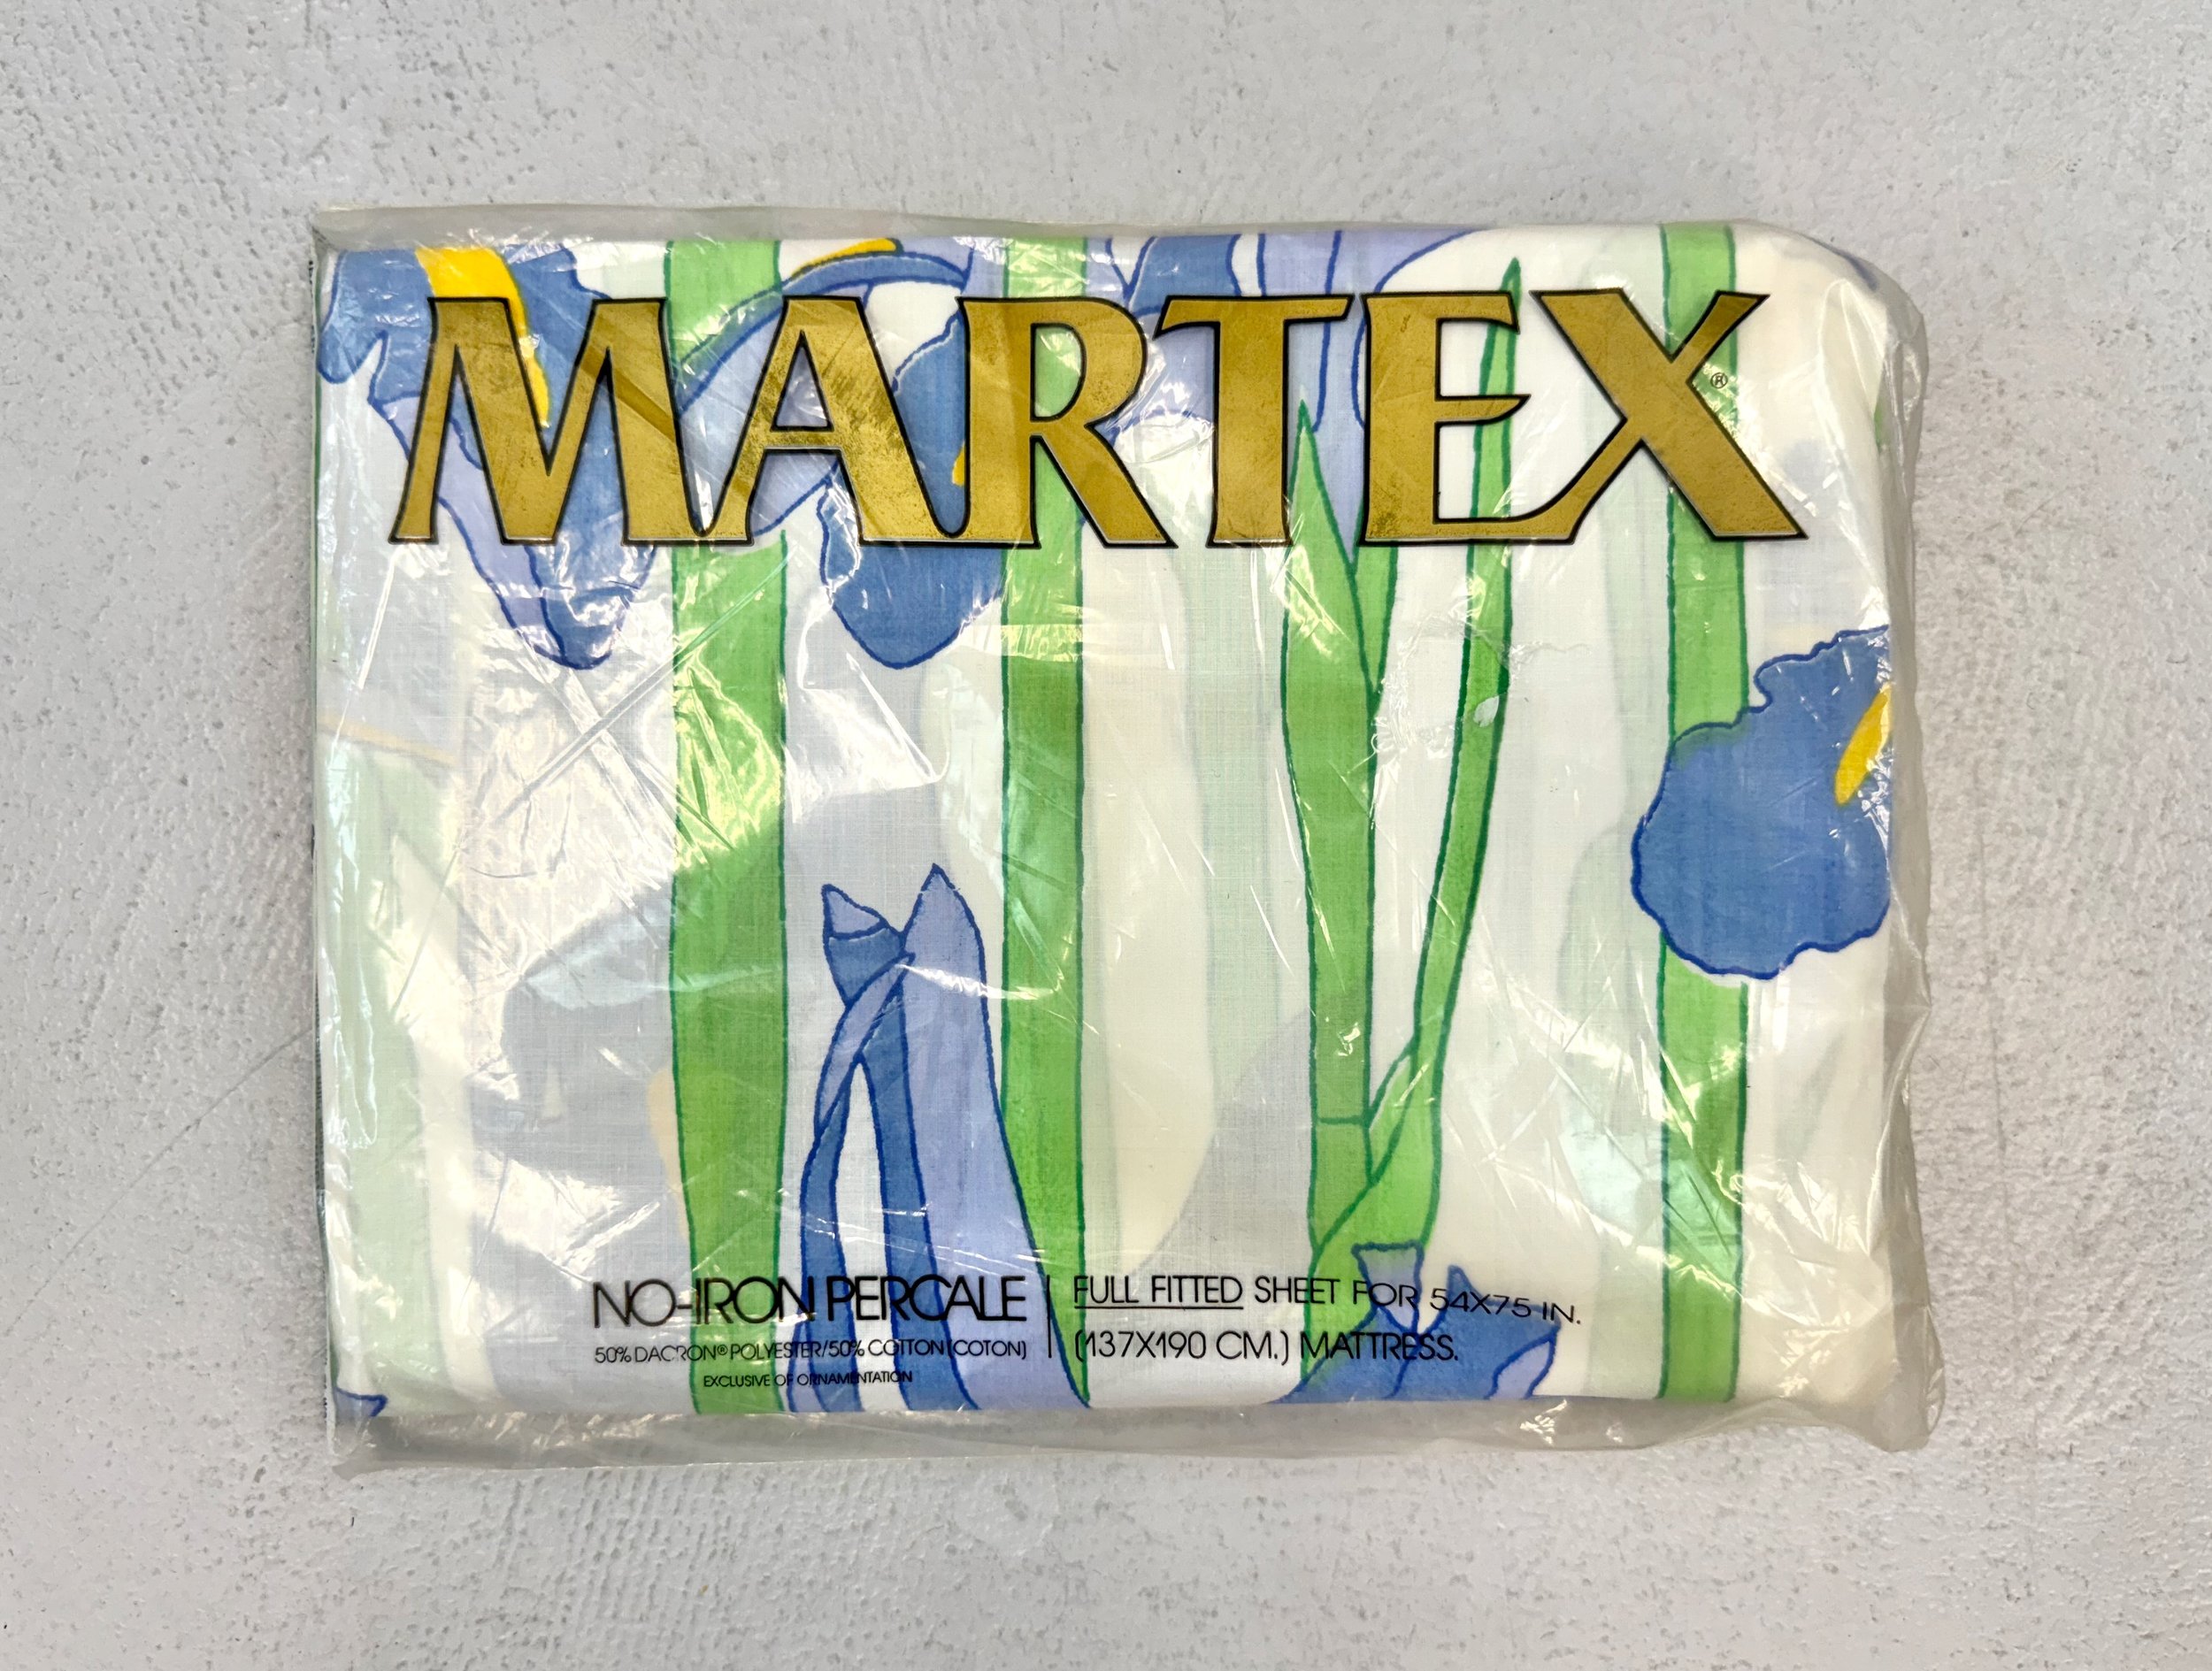 MARTEX®
NO-IRON PERCALE
50% DACRON® POLYESTER/50% COTTON (COTON)
EXCLUSIVE OF ORNAMENTATION
FULL FITTED SHEET FOR 54X75 IN.
(137X190 CM.) MATTRESS.